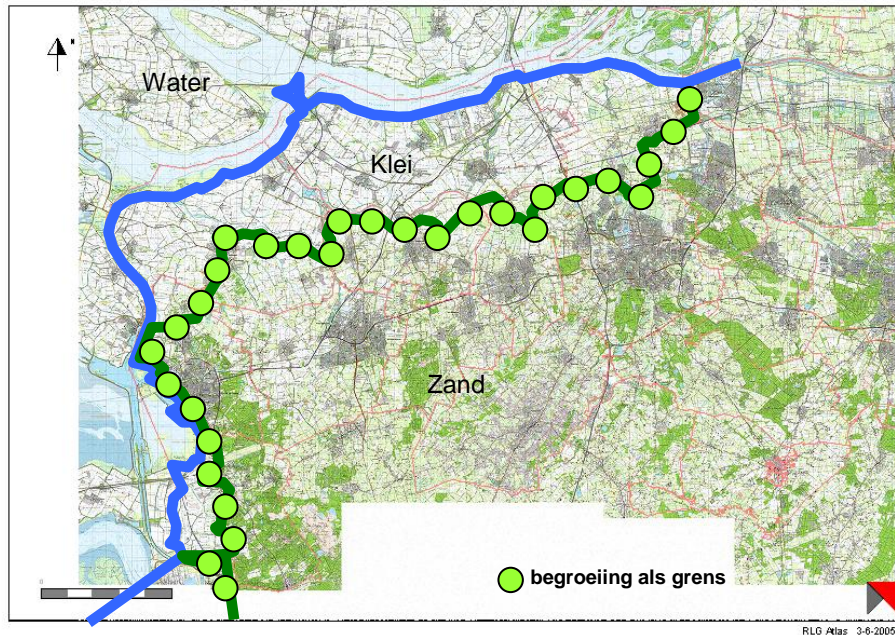 Water
Klei
Zand
begroeiing als grens
RLG Atlas 3-6-2005